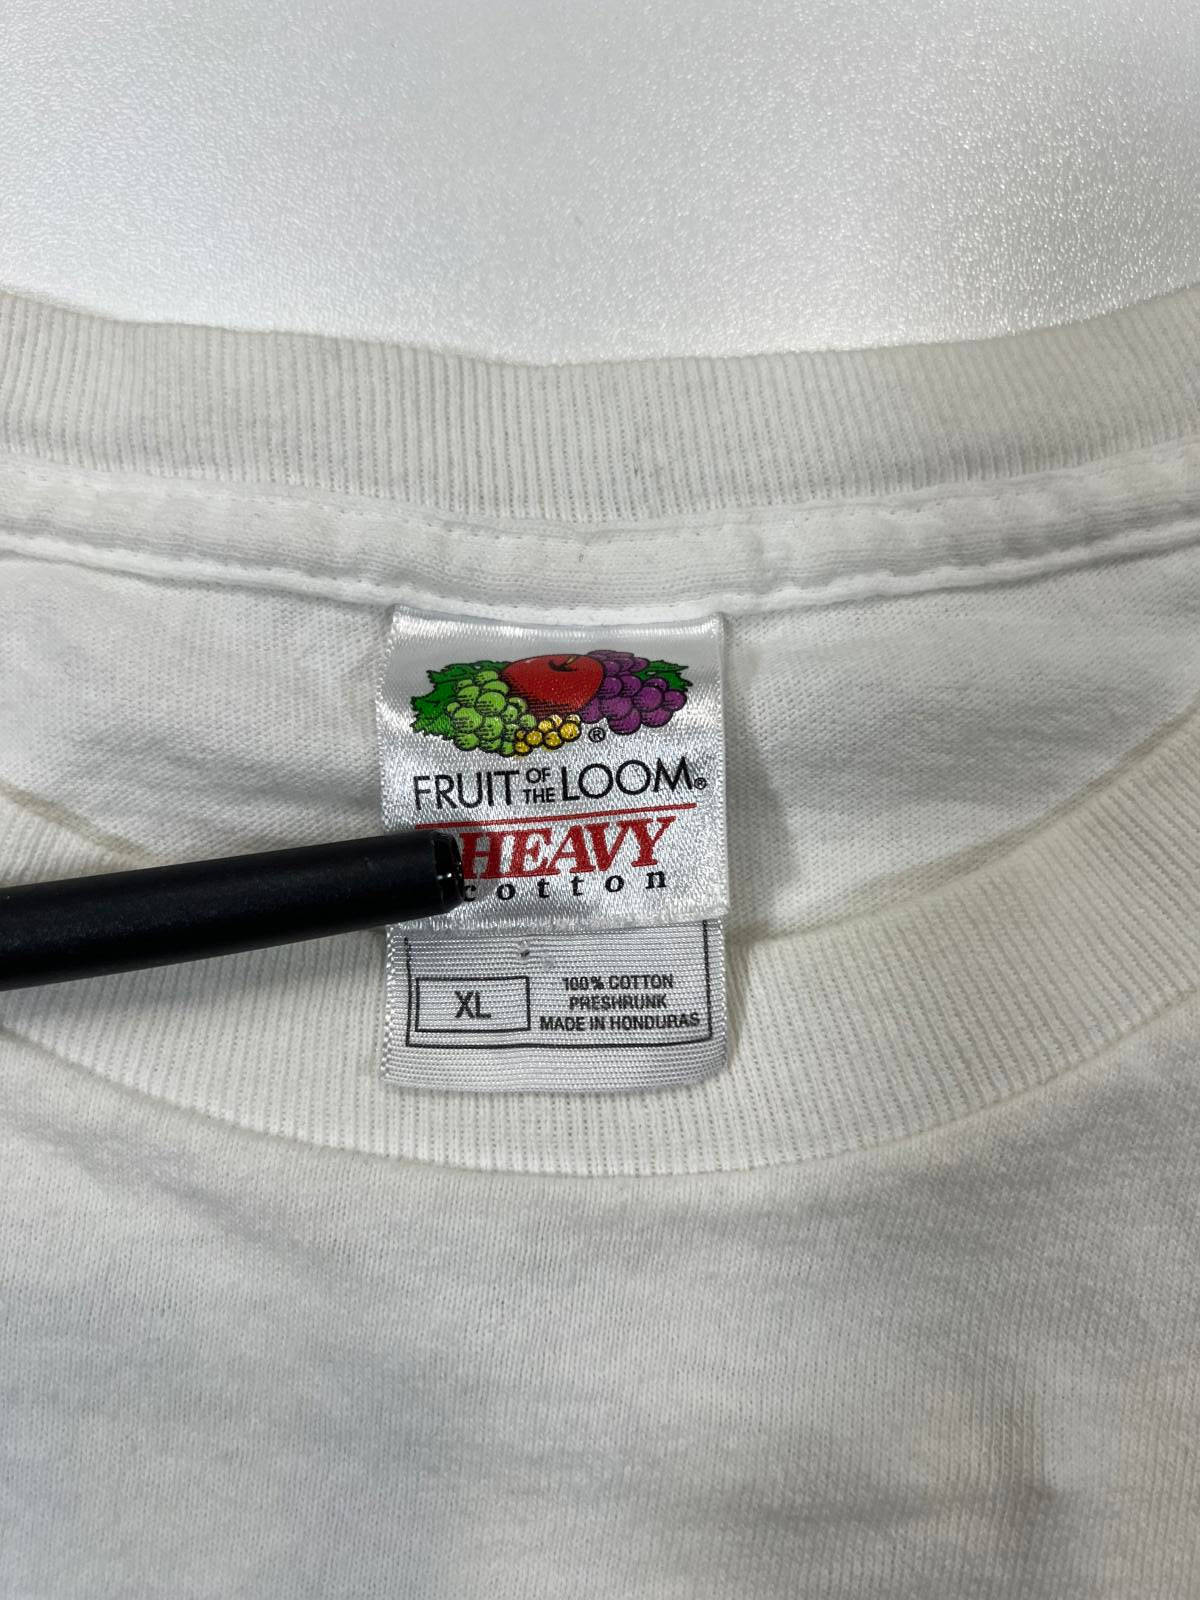 ®
FRUIT OF THE LOOM®
HEAVY
cotton
XL
100% COTTON
PRESHRUNK
MADE IN HONDURAS